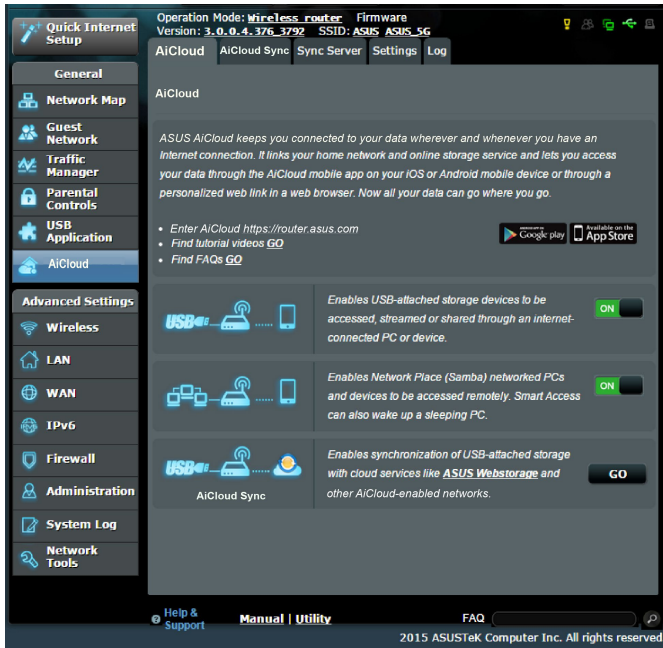 Quick Internet
Setup
General
Network Map
Guest
Network
Traffic
Manager
Parental
Controls
USB
Application
AiCloud
Advanced Settings
Wireless
LAN
WAN
IPv6
Firewall
Administration
System Log
Network
Tools
Operation Mode: Wireless router Firmware
Version: 3.0.0.4.376_3792 SSID: ASUS ASUS_5G
AiCloud AiCloud Sync Sync Server Settings Log
AiCloud
ASUS AiCloud keeps you connected to your data wherever and whenever you have an
Internet connection. It links your home network and online storage service and lets you access
your data through the AiCloud mobile app on your iOS or Android mobile device or through a
personalized web link in a web browser. Now all your data can go where you go.
• Enter AiCloud https://router.asus.com
• Find tutorial videos GO
• Find FAQs GO
Google play
Available on the
App Store
USB
Enables USB-attached storage devices to be
accessed, streamed or shared through an internet-
connected PC or device.
ON
Enables Network Place (Samba) networked PCs
and devices to be accessed remotely. Smart Access
can also wake up a sleeping PC.
ON
USB
AiCloud Sync
Enables synchronization of USB-attached storage
with cloud services like ASUS Webstorage and
other AiCloud-enabled networks.
GO
Help &
Support
Manual | Utility
FAQ
2015 ASUSTeK Computer Inc. All rights reserved